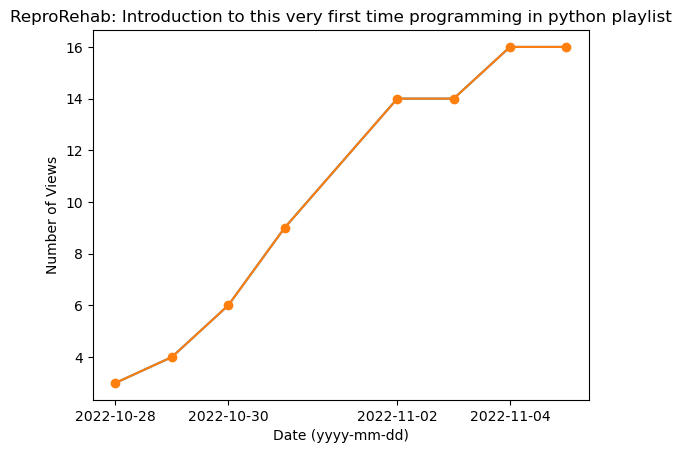 ReproRehab: Introduction to this very first time programming in python playlist
16
14
12
10
8
6
4
Number of Views
2022-10-28 2022-10-30 2022-11-02 2022-11-04
Date (yyyy-mm-dd)